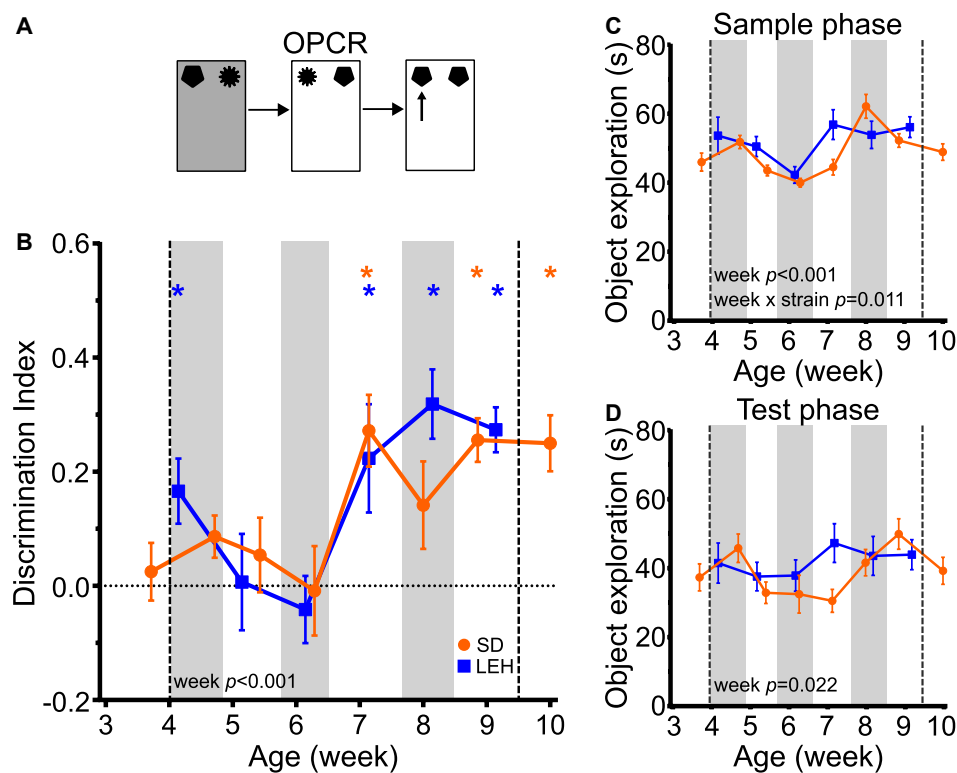 A
OPCR
B
Discrimination Index
0.6
0.4
0.2
0.0
-0.2
* *
* * * *
*
SD
LEH
week p<0.001
3 4 5 6 7 8 9 10
Age (week)
C
Sample phase
Object exploration (s)
80
60
40
20
0
week p<0.001
week x strain p=0.011
3 4 5 6 7 8 9 10
Age (week)
D
Test phase
Object exploration (s)
80
60
40
20
0
week p=0.022
3 4 5 6 7 8 9 10
Age (week)